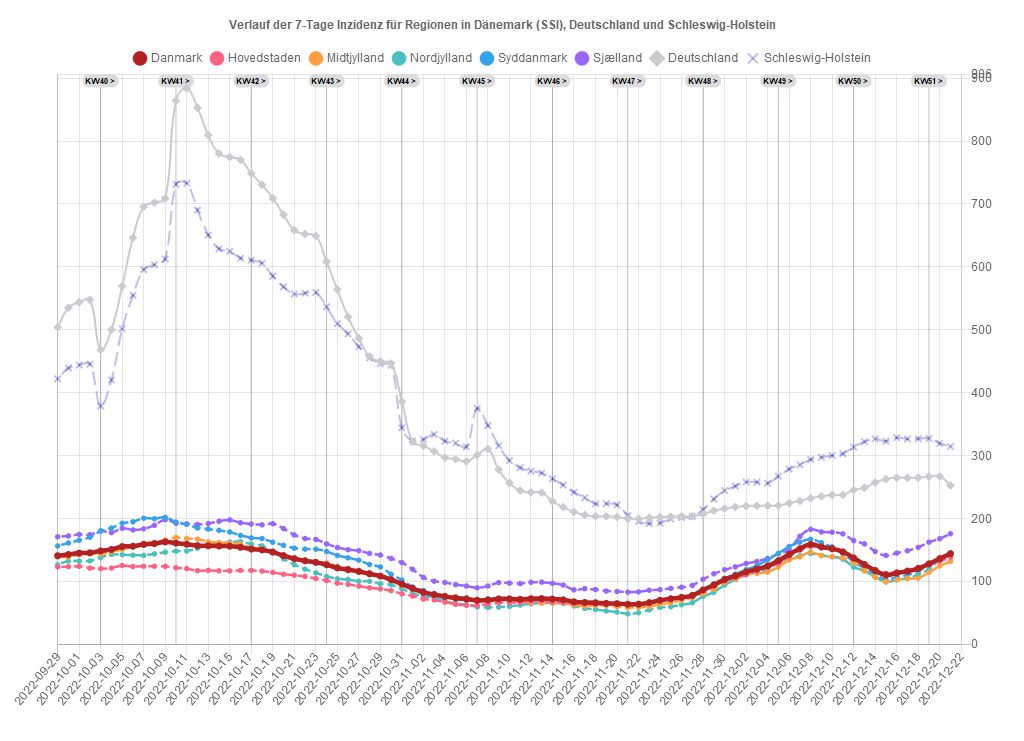 Verlauf der 7-Tage Inzidenz für Regionen in Dänemark (SSI), Deutschland und Schleswig-Holstein
Danmark Hovedstaden Midtjylland Nordjylland Syddanmark Sjælland Deutschland Schleswig-Holstein
KW40 > KW41 > KW42 > KW43 > KW44 > KW45 > KW46 > KW47 > KW48 > KW49 > KW50 > KW51 >
906
900
800
700
600
500
400
300
200
100
0
2022-09-29 2022-10-01 2022-10-03 2022-10-05 2022-10-07 2022-10-09 2022-10-11 2022-10-13 2022-10-15 2022-10-17 2022-10-19 2022-10-21 2022-10-23 2022-10-25 2022-10-27 2022-10-29 2022-10-31 2022-11-02 2022-11-04 2022-11-06 2022-11-08 2022-11-10 2022-11-12 2022-11-14 2022-11-16 2022-11-18 2022-11-20 2022-11-22 2022-11-24 2022-11-26 2022-11-28 2022-11-30 2022-12-02 2022-12-04 2022-12-06 2022-12-08 2022-12-10 2022-12-12 2022-12-14 2022-12-16 2022-12-18 2022-12-20 2022-12-22